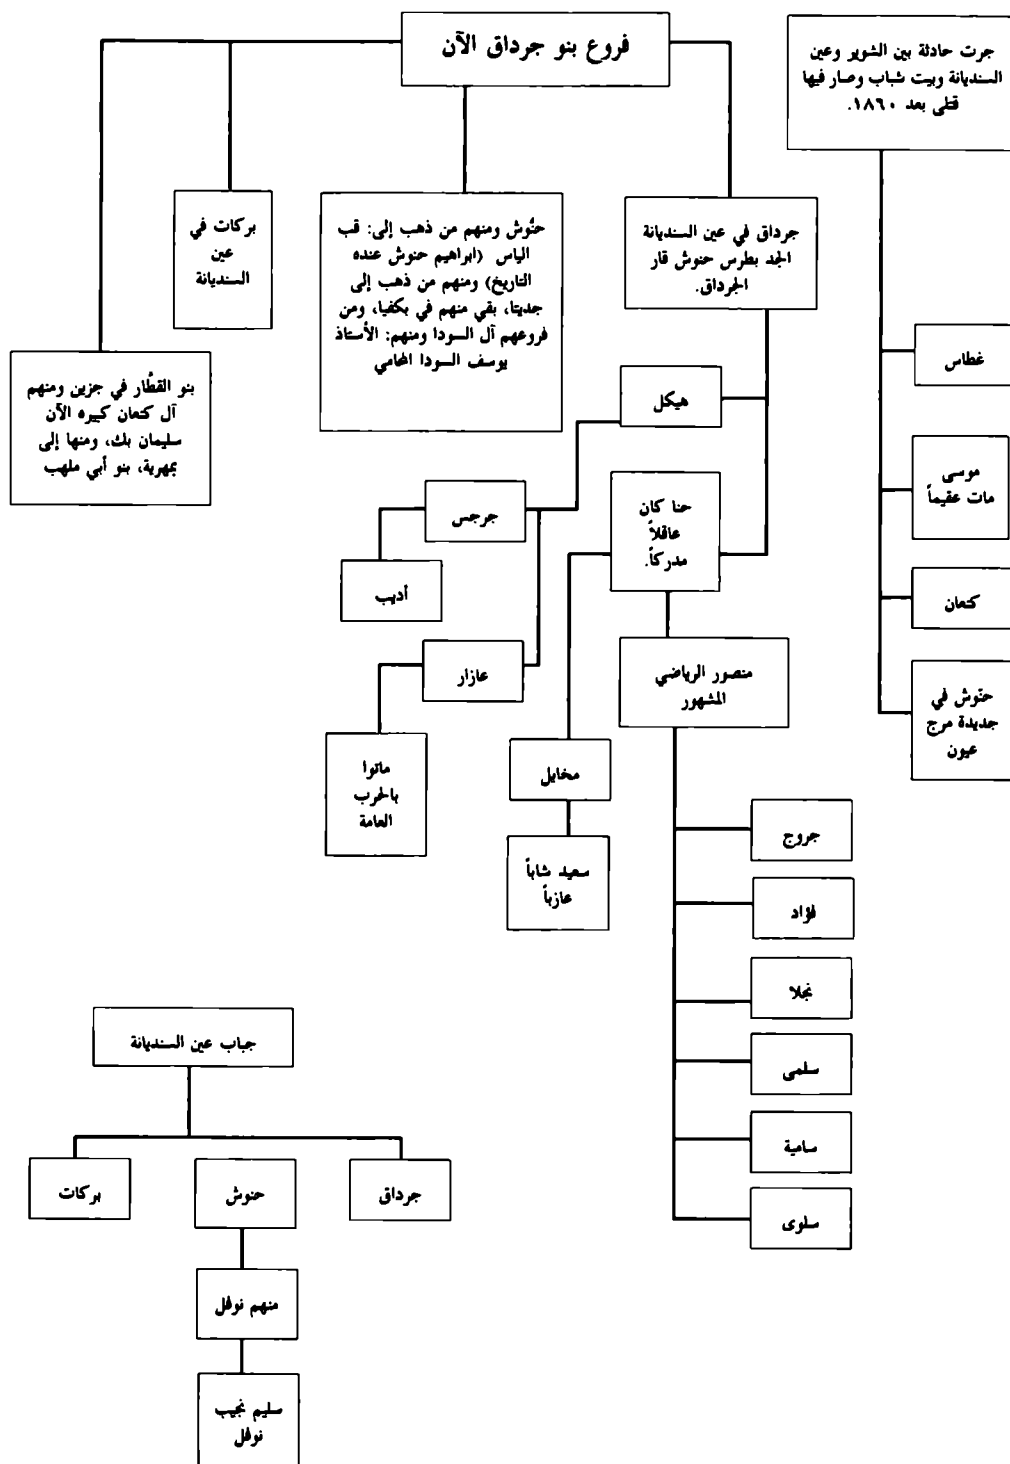 فروع بنو جرداق الآن
جرت حادثة بين الشوير وعين
السنديانة وبيت شباب وصار فيها
قتلى بعد ١٨٦٠.
جرداق في عين السنديانة
الجد بطرس حنوش قار
الجرداق.
حنُّوش ومنهم من ذهب إلى: قب
الياس (ابراهيم حنوش عنده
التاريخ) ومنهم من ذهب إلى
جديتا، بقي منهم في بكفيا، ومن
فروعهم آل السودا ومنهم: الأستاذ
يوسف السودا المحامي
بركات في
عين
السنديانة
بنو القطَّار في جزين ومنهم
آل كنعان كبيره الآن
سليمان بك، ومنها إلى
بمهرية، بنو أبي ملهب
غطاس
موسى
مات عقيماً
كنعان
حنوش في
جديدة مرج
عيون
هيكل
حنا كان
عاقلاً
مدركاً.
جرجس
أديب
عازار
ماتوا
بالحرب
العامة
منصور الرياضي
المشهور
مخايل
سعيد شاباً
عازباً
جروج
فؤاد
نجلا
سلمى
سامية
سلوى
جباب عين السنديانة
جرداق
حنوش
بركات
منهم نوفل
سليم نجيب
نوفل